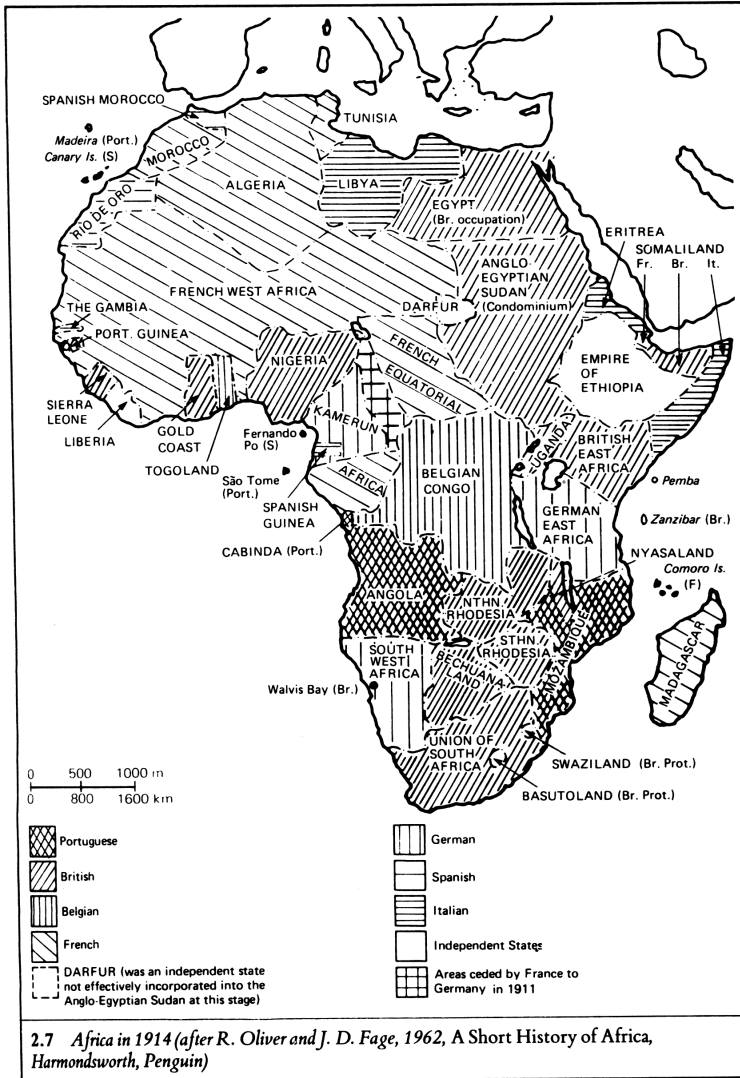 SPANISH MOROCCO
Madeira (Port.)
Canary Is. (S)
MOROCCO
TUNISIA
ALGERIA
LIBYA
RIO DE ORO
EGYPT
(Br. occupation)
ERITREA
SOMALILAND
Fr. Br. It.
ANGLO
EGYPTIAN
SUDAN
(Condominium)
FRENCH WEST AFRICA
DARFUR
THE GAMBIA
PORT. GUINEA
NIGERIA
FRENCH
EQUATORIAL
AFRICA
EMPIRE
OF
ETHIOPIA
SIERRA
LEONE
LIBERIA
GOLD
COAST
TOGOLAND
KAMERUN
Fernando
Po (S)
São Tome
(Port.)
SPANISH
GUINEA
CABINDA (Port.)
UGANDA
BRITISH
EAST
AFRICA
BELGIAN
CONGO
GERMAN
EAST
AFRICA
Pemba
Zanzibar (Br.)
NYASALAND
Comoro Is.
(F)
ANGOLA
NTHN.
RHODESIA
STHN.
RHODESIA
MOZAMBIQUE
MADAGASCAR
SOUTH
WEST
AFRICA
BECHUANA
LAND
Walvis Bay (Br.)
UNION OF
SOUTH
AFRICA
SWAZILAND (Br. Prot.)
BASUTOLAND (Br. Prot.)
0 500 1000 m
0 800 1600 km
Portuguese
British
Belgian
French
DARFUR (was an independent state
not effectively incorporated into the
Anglo-Egyptian Sudan at this stage)
German
Spanish
Italian
Independent States
Areas ceded by France to
Germany in 1911
2.7 Africa in 1914 (after R. Oliver and J. D. Fage, 1962, A Short History of Africa,
Harmondsworth, Penguin)